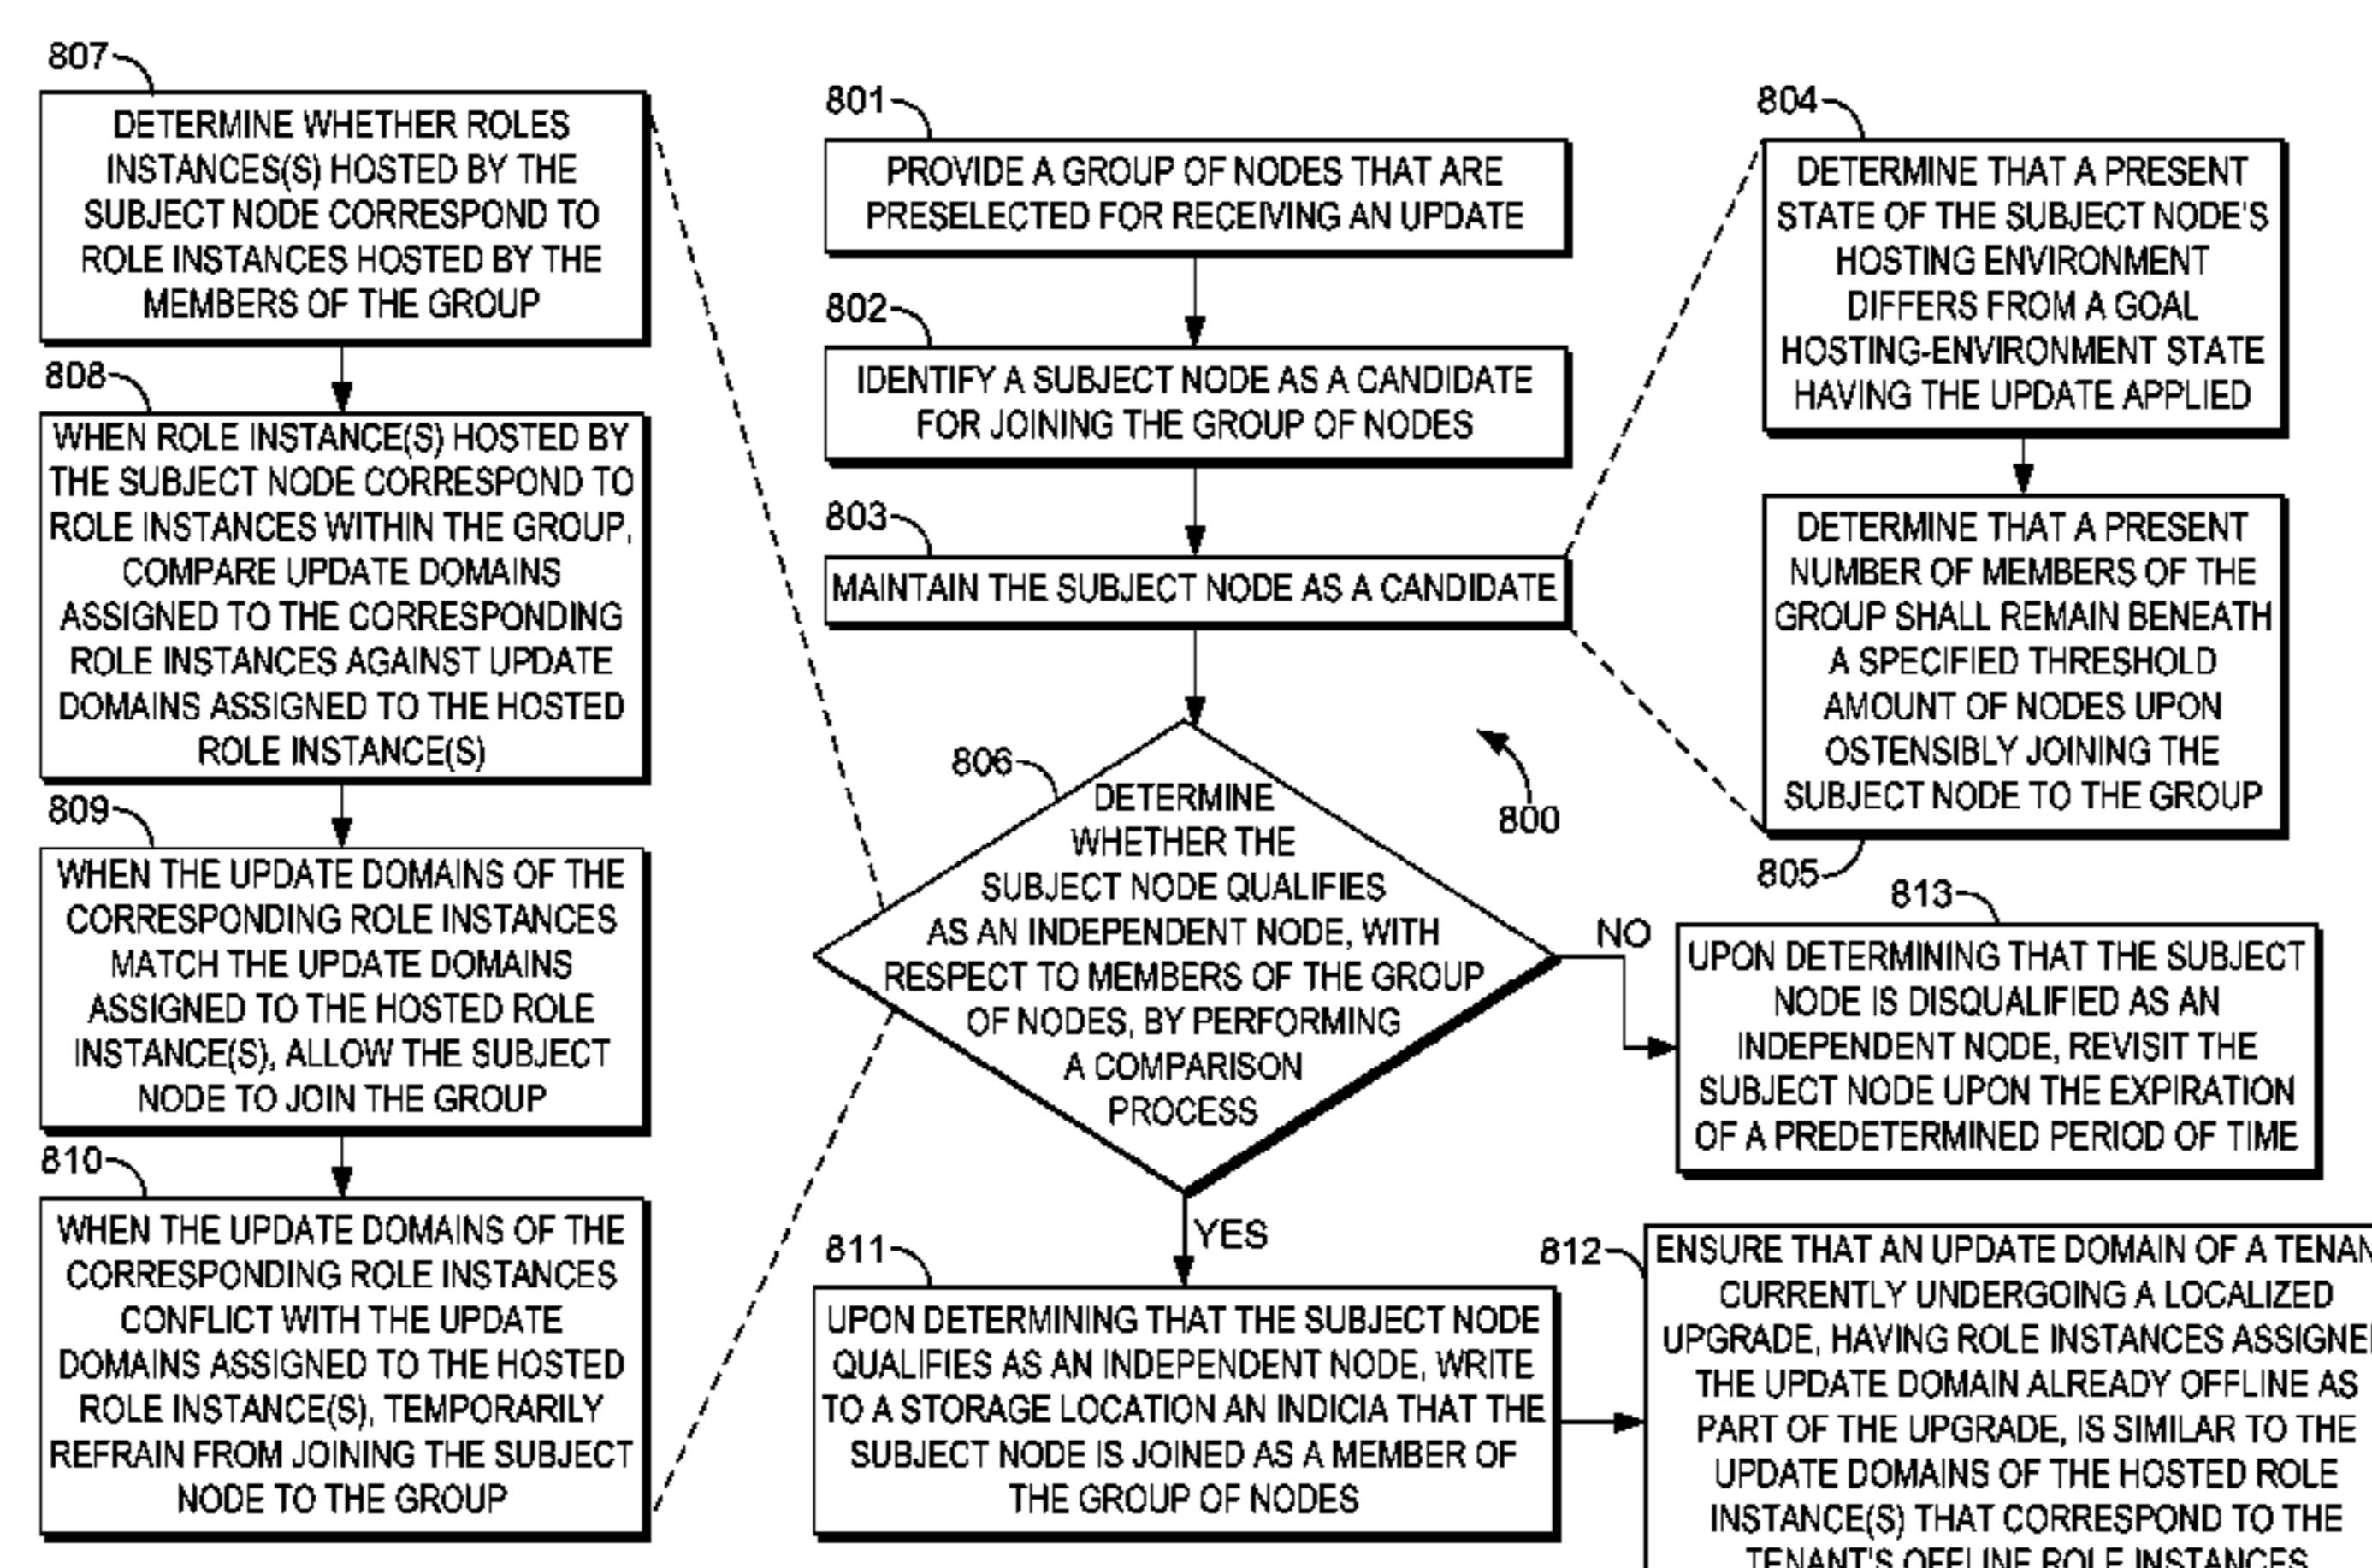 807
DETERMINE WHETHER ROLES
INSTANCES(S) HOSTED BY THE
SUBJECT NODE CORRESPOND TO
ROLE INSTANCES HOSTED BY THE
MEMBERS OF THE GROUP
808
WHEN ROLE INSTANCE(S) HOSTED BY
THE SUBJECT NODE CORRESPOND TO
ROLE INSTANCES WITHIN THE GROUP,
COMPARE UPDATE DOMAINS
ASSIGNED TO THE CORRESPONDING
ROLE INSTANCES AGAINST UPDATE
DOMAINS ASSIGNED TO THE HOSTED
ROLE INSTANCE(S)
809
WHEN THE UPDATE DOMAINS OF THE
CORRESPONDING ROLE INSTANCES
MATCH THE UPDATE DOMAINS
ASSIGNED TO THE HOSTED ROLE
INSTANCE(S), ALLOW THE SUBJECT
NODE TO JOIN THE GROUP
810
WHEN THE UPDATE DOMAINS OF THE
CORRESPONDING ROLE INSTANCES
CONFLICT WITH THE UPDATE
DOMAINS ASSIGNED TO THE HOSTED
ROLE INSTANCE(S), TEMPORARILY
REFRAIN FROM JOINING THE SUBJECT
NODE TO THE GROUP
801
PROVIDE A GROUP OF NODES THAT ARE
PRESELECTED FOR RECEIVING AN UPDATE
802
IDENTIFY A SUBJECT NODE AS A CANDIDATE
FOR JOINING THE GROUP OF NODES
803
MAINTAIN THE SUBJECT NODE AS A CANDIDATE
804
DETERMINE THAT A PRESENT
STATE OF THE SUBJECT NODE'S
HOSTING ENVIRONMENT
DIFFERS FROM A GOAL
HOSTING-ENVIRONMENT STATE
HAVING THE UPDATE APPLIED
DETERMINE THAT A PRESENT
NUMBER OF MEMBERS OF THE
GROUP SHALL REMAIN BENEATH
A SPECIFIED THRESHOLD
AMOUNT OF NODES UPON
OSTENSIBLY JOINING THE
SUBJECT NODE TO THE GROUP
805
800
806
DETERMINE
WHETHER THE
SUBJECT NODE QUALIFIES
AS AN INDEPENDENT NODE, WITH
RESPECT TO MEMBERS OF THE GROUP
OF NODES, BY PERFORMING
A COMPARISON
PROCESS
NO
813
UPON DETERMINING THAT THE SUBJECT
NODE IS DISQUALIFIED AS AN
INDEPENDENT NODE, REVISIT THE
SUBJECT NODE UPON THE EXPIRATION
OF A PREDETERMINED PERIOD OF TIME
YES
811
UPON DETERMINING THAT THE SUBJECT NODE
QUALIFIES AS AN INDEPENDENT NODE, WRITE
TO A STORAGE LOCATION AN INDICIA THAT THE
SUBJECT NODE IS JOINED AS A MEMBER OF
THE GROUP OF NODES
812
ENSURE THAT AN UPDATE DOMAIN OF A
CURRENTLY UNDERGOING A LOCALIZED
UPGRADE, HAVING ROLE INSTANCES
THE UPDATE DOMAIN ALREADY OFFLINE AS
PART OF THE UPGRADE, IS SIMILAR TO THE
UPDATE DOMAINS OF THE HOSTED ROLE
INSTANCE(S) THAT CORRESPOND TO THE
TENANT'S OFFLINE ROLE INSTANCES